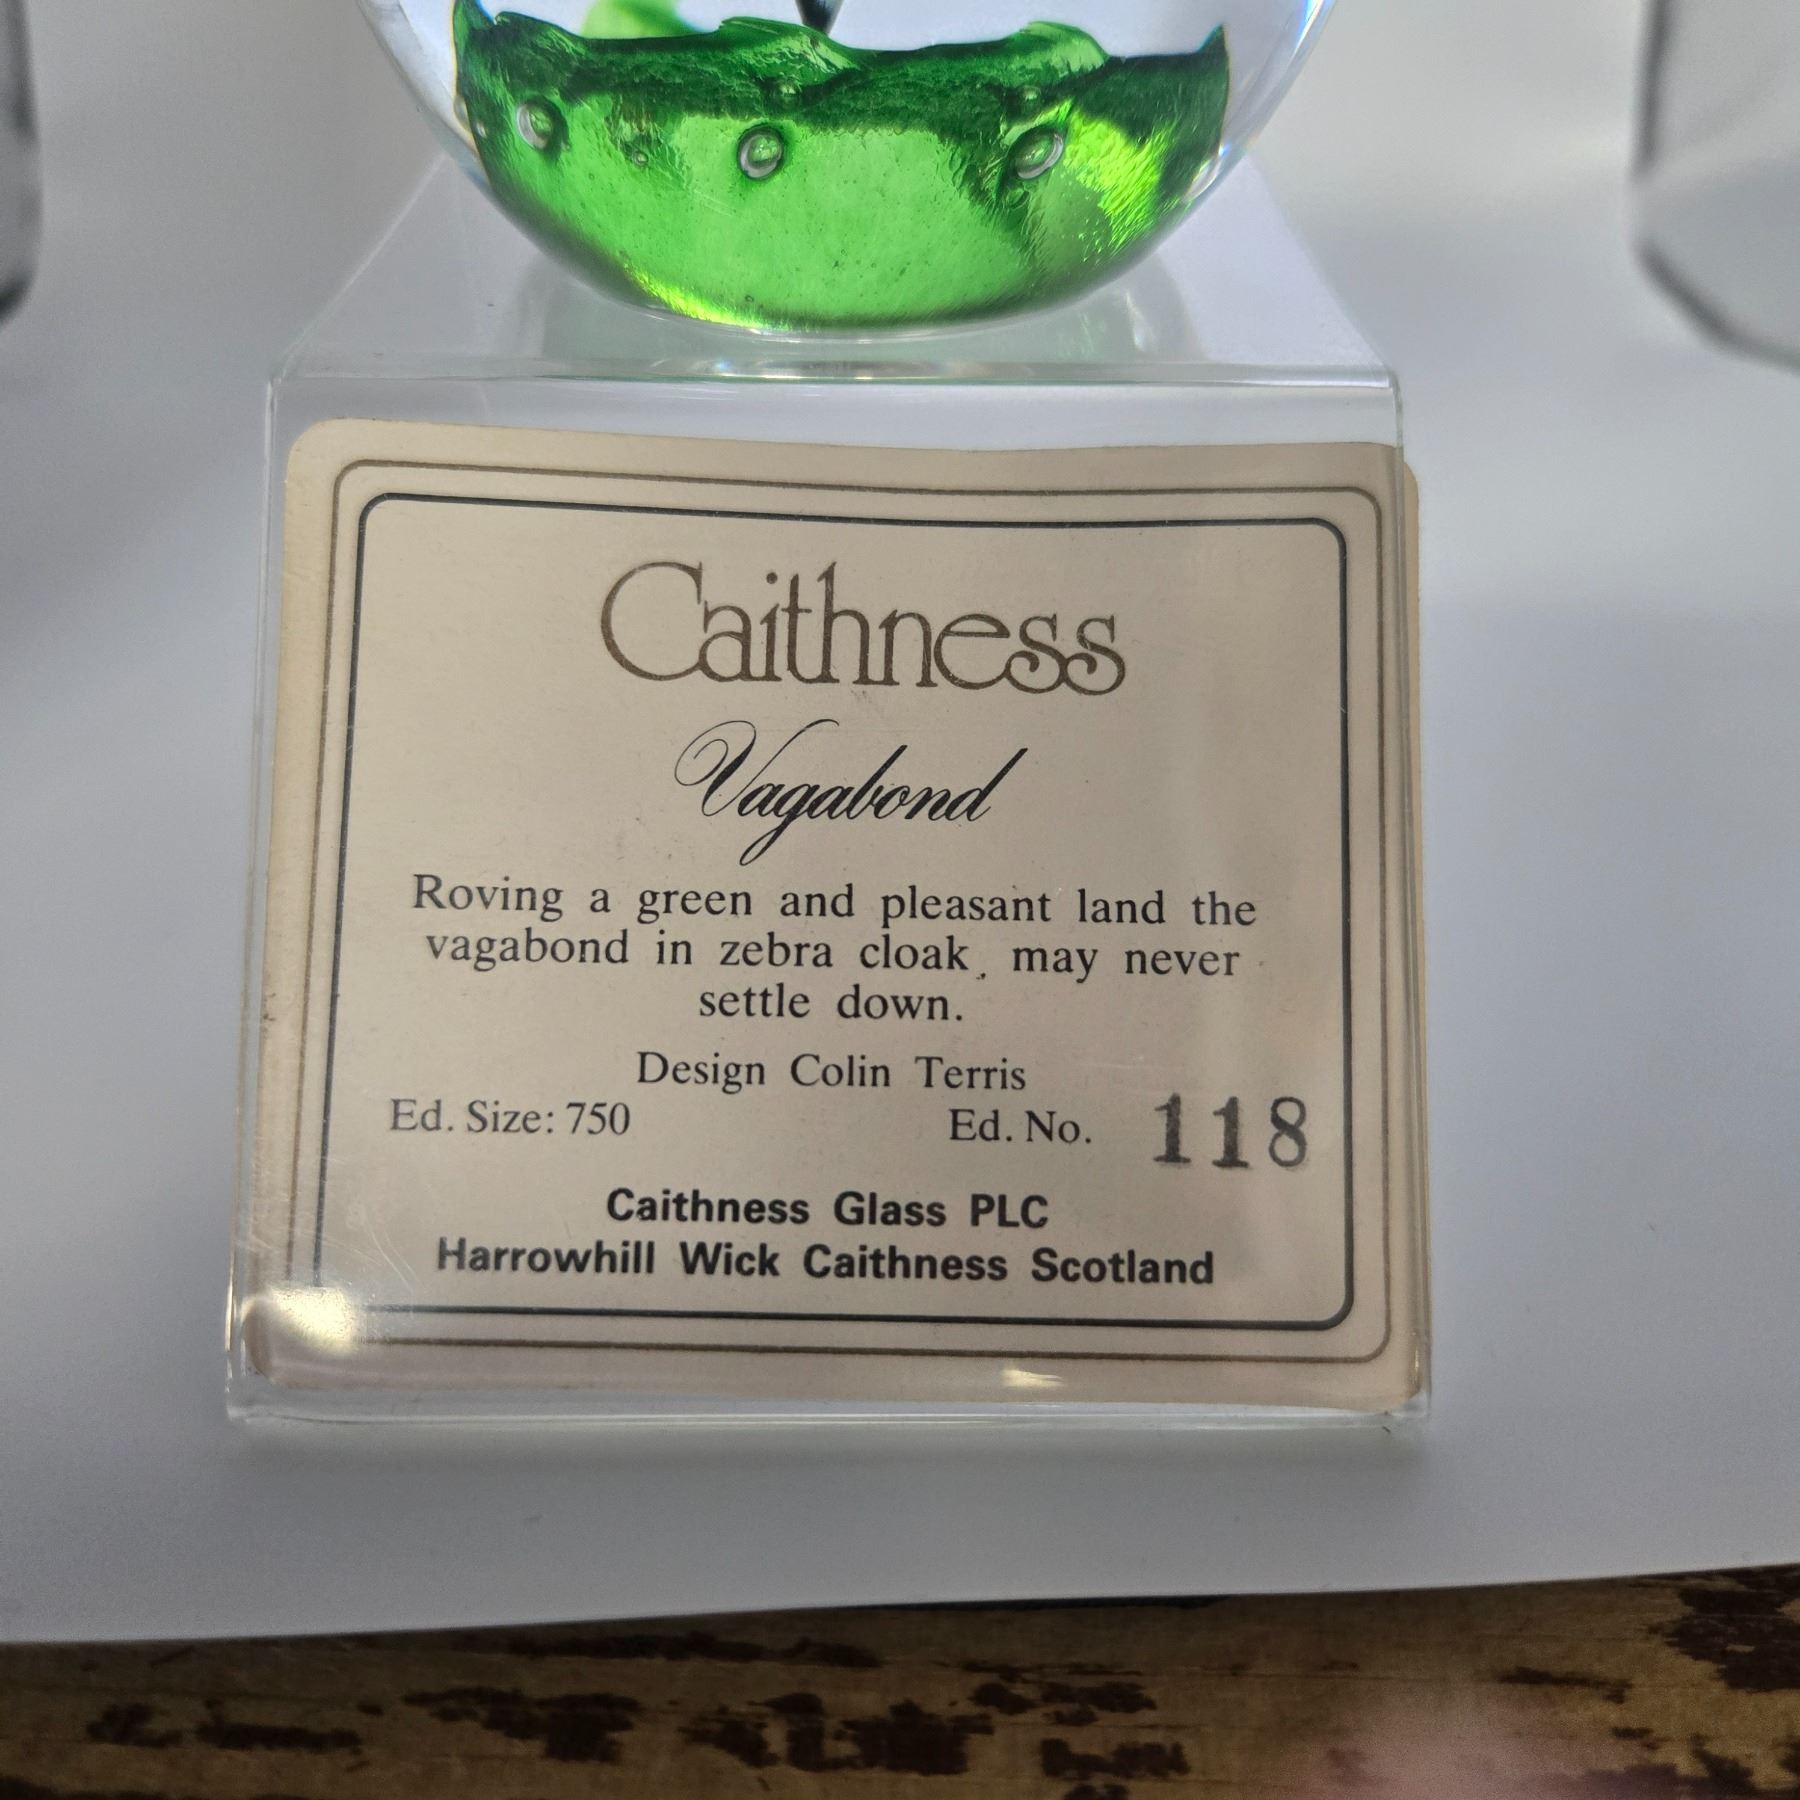 Caithness
Vagabond
Roving a green and pleasant land the
vagabond in zebra cloak, may never
settle down.
Design Colin Terris
Ed. Size: 750 Ed. No. 118
Caithness Glass PLC
Harrowhill Wick Caithness Scotland